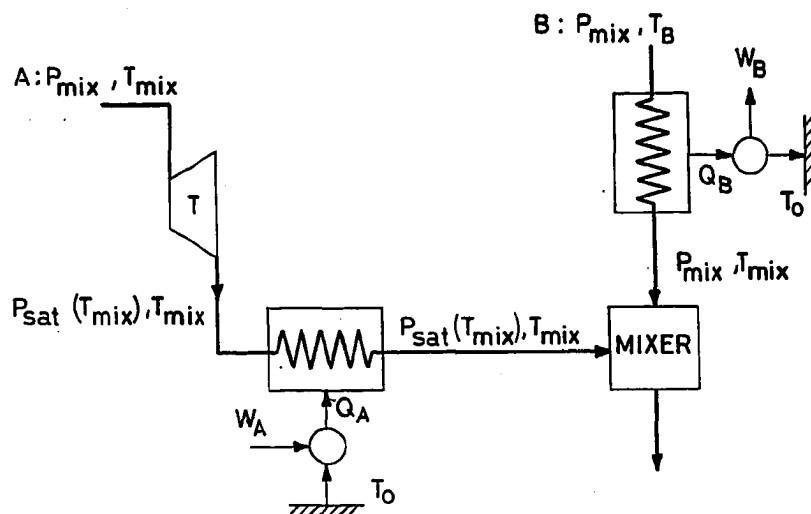 B: Pmix, TB
A: Pmix, Tmix
WB
T
QB
To
Pmix, Tmix
Psat (Tmix), Tmix
Psat (Tmix), Tmix
MIXER
QA
WA
To